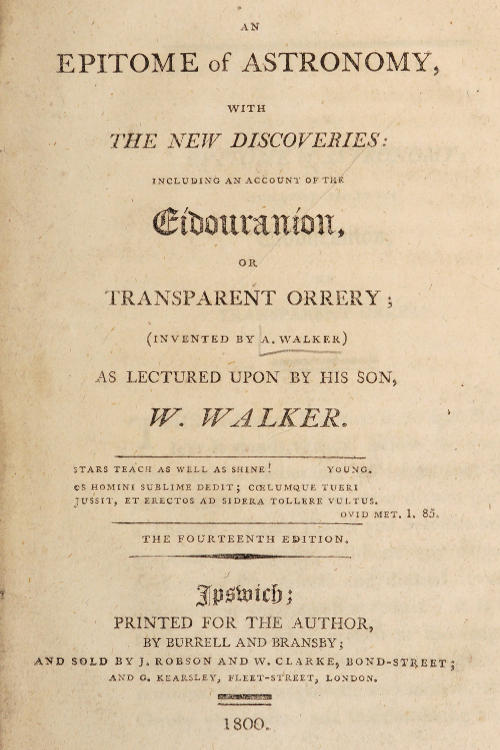 AN
EPITOME of ASTRONOMY,
WITH
THE NEW DISCOVERIES:
INCLUDING AN ACCOUNT OF THE
Eidouranion,
OR
TRANSPARENT ORRERY;
(INVENTED BY A. WALKER)
AS LECTURED UPON BY HIS SON,
W. WALKER.
STARS TEACH AS WELL AS SHINE! YOUNG.
OS HOMINI SUBLIME DEDIT; CŒLUMQUE TUERI
JUSSIT, ET ERECTOS AD SIDERA TOLLERE VULTUS.
OVID MET. 1. 85.
THE FOURTEENTH EDITION.
Ipswich;
PRINTED FOR THE AUTHOR,
BY BURRELL AND BRANSBY;
AND SOLD BY J. ROBSON AND W. CLARKE, BOND-STREET;
AND G. KEARSLEY, FLEET-STREET, LONDON.
1800.